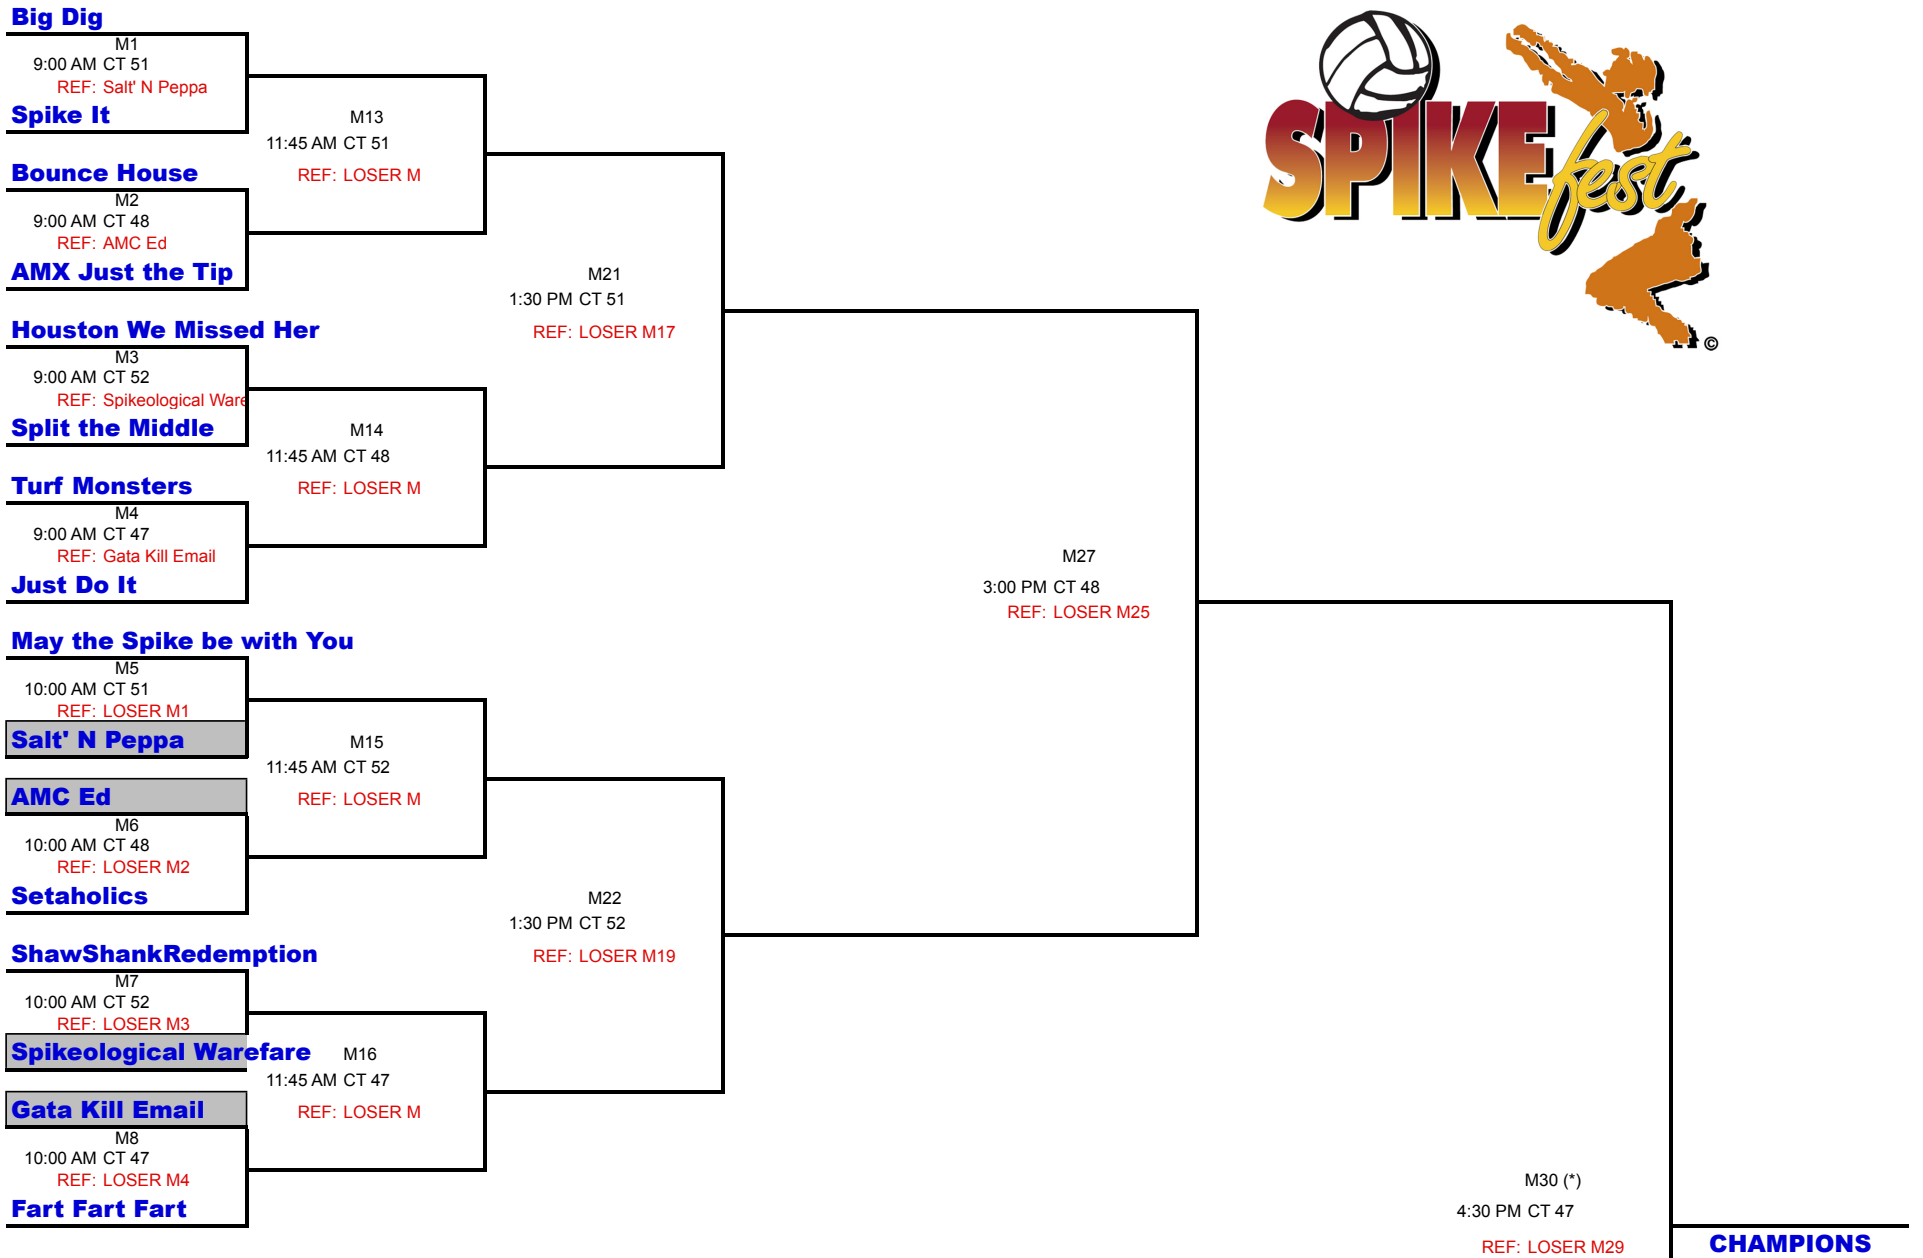 Big Dig
M1
9:00 AM CT 51
REF: Salt' N Peppa
Spike It
M13
11:45 AM CT 51
REF: LOSER M
Bounce House
M2
9:00 AM CT 48
REF: AMC Ed
AMX Just the Tip
M21
1:30 PM CT 51
REF: LOSER M17
Houston We Missed Her
M3
9:00 AM CT 52
REF: Spikeological Ware
Split the Middle
M14
11:45 AM CT 48
REF: LOSER M
Turf Monsters
M4
9:00 AM CT 47
REF: Gata Kill Email
Just Do It
M27
3:00 PM CT 48
REF: LOSER M25
May the Spike be with You
M5
10:00 AM CT 51
REF: LOSER M1
Salt' N Peppa
M15
11:45 AM CT 52
REF: LOSER M
AMC Ed
M6
10:00 AM CT 48
REF: LOSER M2
Setaholics
M22
1:30 PM CT 52
REF: LOSER M19
ShawShankRedemption
M7
10:00 AM CT 52
REF: LOSER M3
Spikeological Warefare
M16
11:45 AM CT 47
REF: LOSER M
Gata Kill Email
M8
10:00 AM CT 47
REF: LOSER M4
Fart Fart Fart
M30 (*)
4:30 PM CT 47
REF: LOSER M29
CHAMPIONS
SPIKE fest
©